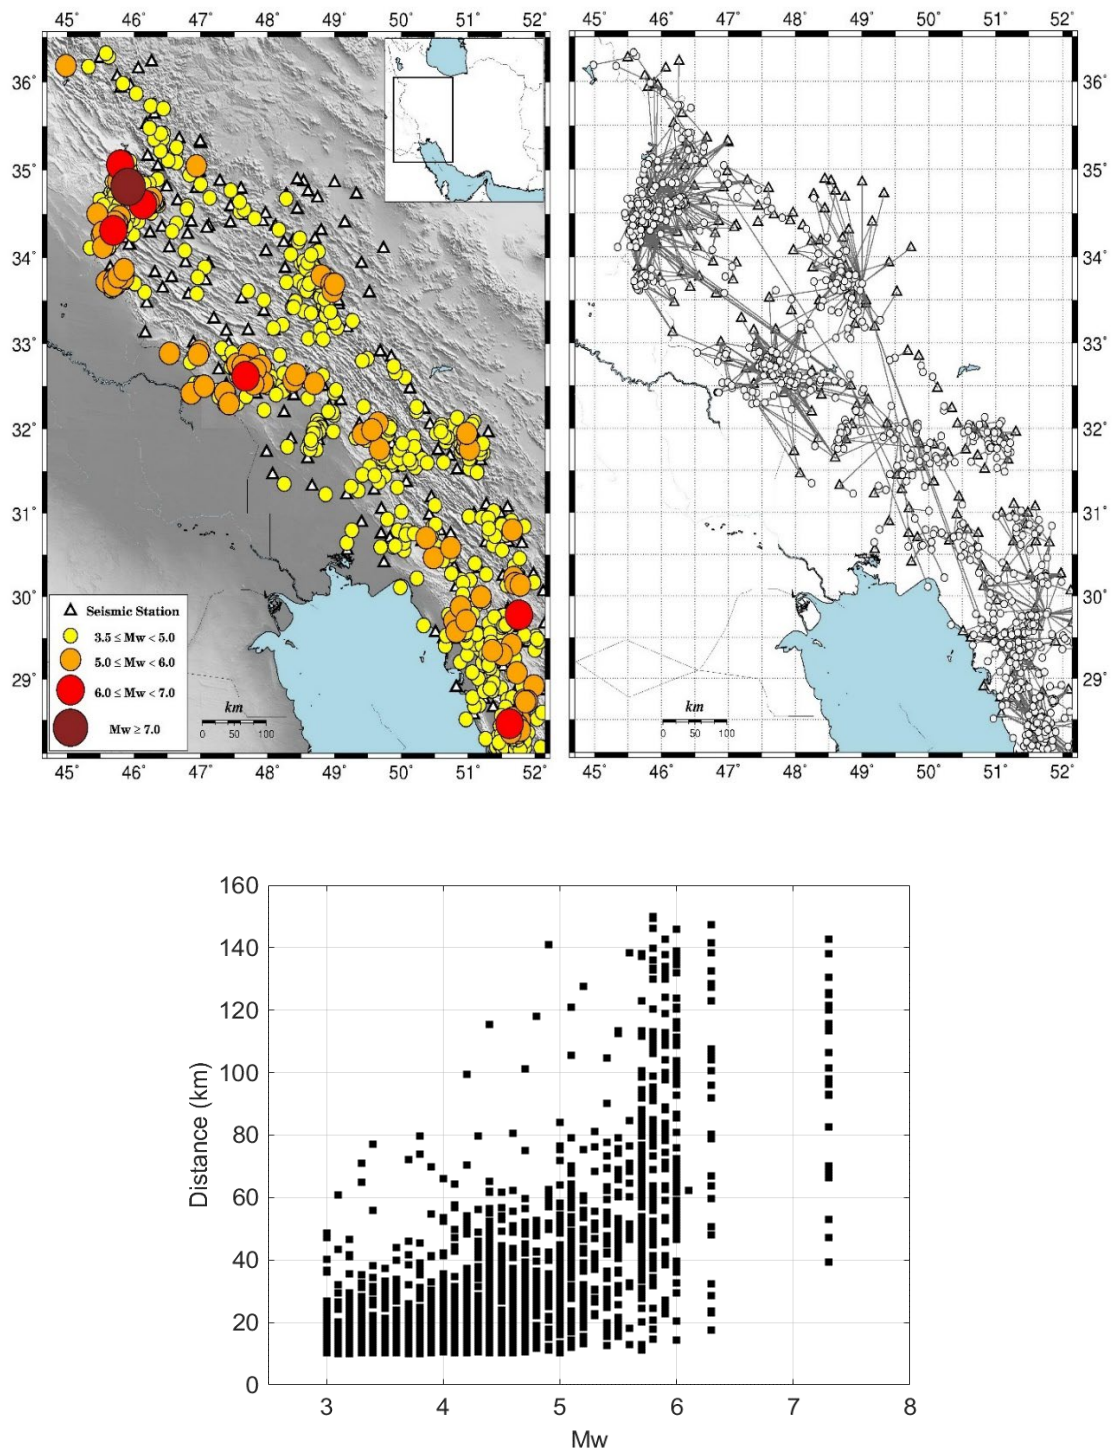 45˚ 46˚ 47˚ 48˚ 49˚ 50˚ 51˚ 52˚
45˚ 46˚ 47˚ 48˚ 49˚ 50˚ 51˚ 52˚
36˚ 36˚
35˚ 35˚
34˚ 34˚
33˚ 33˚
32˚ 32˚
31˚ 31˚
30˚ 30˚
29˚ 29˚
Seismic Station
3.5 ≤ Mw < 5.0
5.0 ≤ Mw < 6.0
6.0 ≤ Mw < 7.0
Mw ≥ 7.0
km
0 50 100
km
0 50 100
45˚ 46˚ 47˚ 48˚ 49˚ 50˚ 51˚ 52˚
45˚ 46˚ 47˚ 48˚ 49˚ 50˚ 51˚ 52˚
160
140
120
100
80
60
40
20
0
Distance (km)
3 4 5 6 7 8
Mw